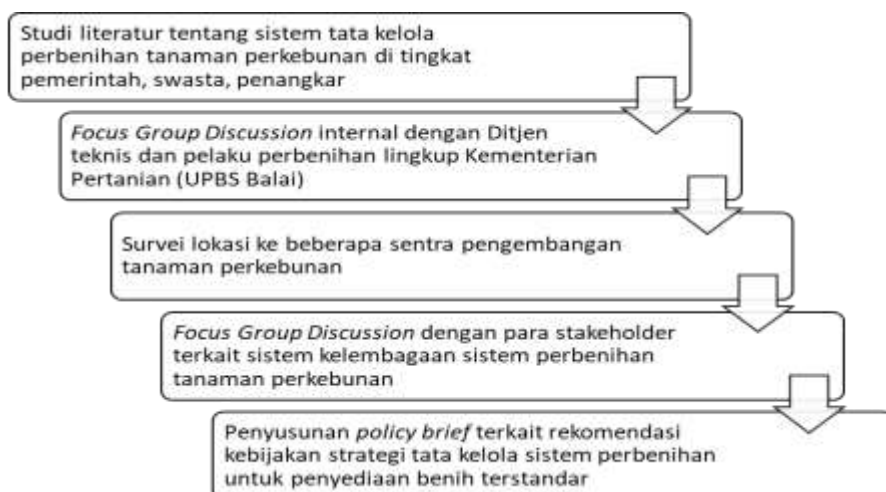 Studi literatur tentang sistem tata kelola
perbenihan tanaman perkebunan di tingkat
pemerintah, swasta, penangkar
Focus Group Discussion internal dengan Ditjen
teknis dan pelaku perbenihan lingkup Kementerian
Pertanian (UPBS Balai)
Survei lokasi ke beberapa sentra pengembangan
tanaman perkebunan
Focus Group Discussion dengan para stakeholder
terkait sistem kelembagaan sistem perbenihan
tanaman perkebunan
Penyusunan policy brief terkait rekomendasi
kebijakan strategi tata kelola sistem perbenihan
untuk penyediaan benih terstandar